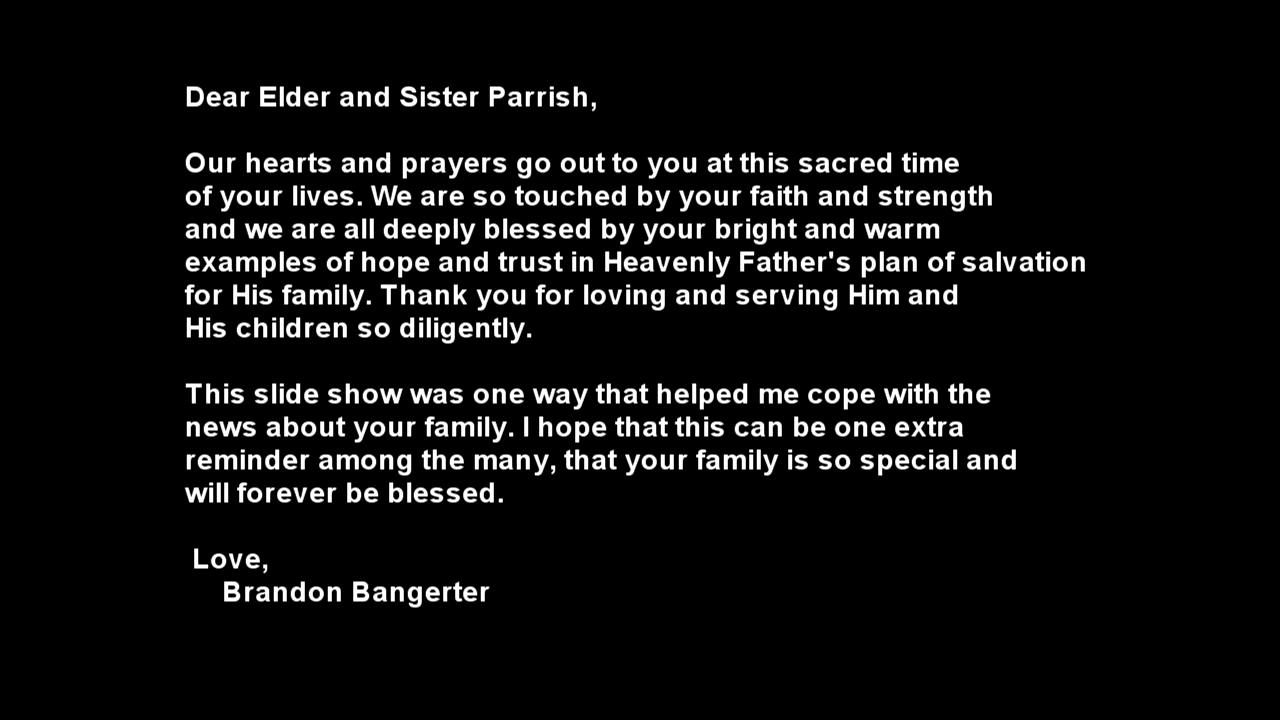 Dear Elder and Sister Parrish,
Our hearts and prayers go out to you at this sacred time
of your lives. We are so touched by your faith and strength
and we are all deeply blessed by your bright and warm
examples of hope and trust in Heavenly Father's plan of salvation
for His family. Thank you for loving and serving Him and
His children so diligently.
This slide show was one way that helped me cope with the
news about your family. I hope that this can be one extra
reminder among the many, that your family is so special and
will forever be blessed.
Love,
Brandon Bangerter